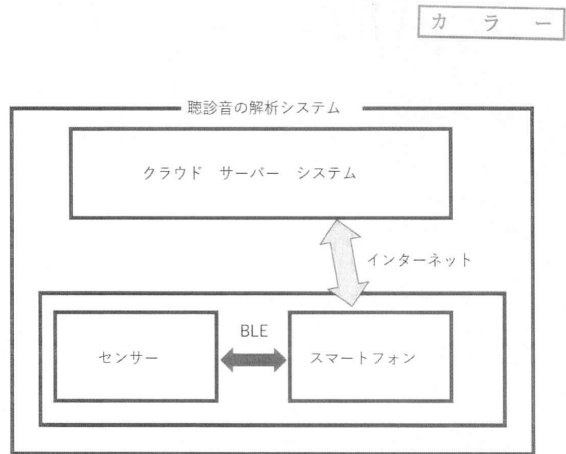 カラー
聴診音の解析システム
クラウド サーバー システム
インターネット
BLE
センサー
スマートフォン